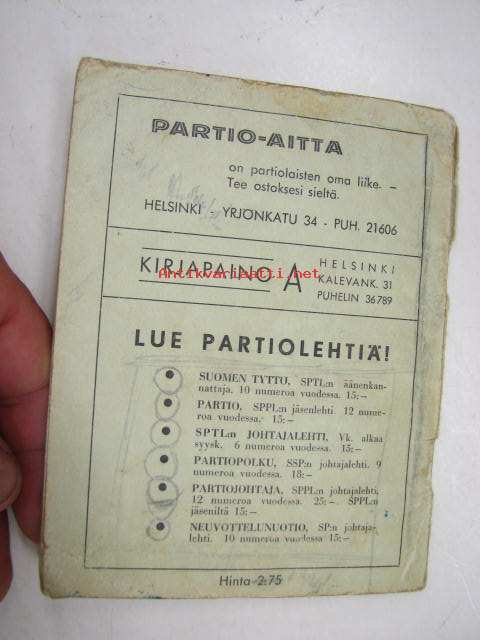 PARTIO-AITTA
on partiolaisten oma liike. –
Tee ostoksesi sieltä.
HELSINKI - YRJÖNKATU 34 - PUH. 21606
KIRJAPAINO A
HELSINKI
KALEVANK. 31
PUHELIN 36789
Antikvariaatti.net
LUE PARTIOLEHTIÄ!
SUOMEN TYTTÖ, SPTL:n äänenkan-
nattaja. 10 numeroa vuodessa. 15:–
PARTIO, SPPL:n jäsenlehti. 12 nume-
roa vuodessa. 15:–
SPTL:n JOHTAJALEHTI, Vk. alkaa
syysk. 6 numeroa vuodessa. 15:–
PARTIOPOLKU, SSP:n johtajalehti. 9
numeroa vuodessa. 18:–
PARTIOJOHTAJA, SPPL:n johtajalehti.
12 numeroa vuodessa. 25:–. SPPL:n
jäseniltä 15:–
NEUVOTTELUNUOTIO, SP:n johtaja-
lehti. 10 numeroa vuodessa 15:–
Hinta 2:75